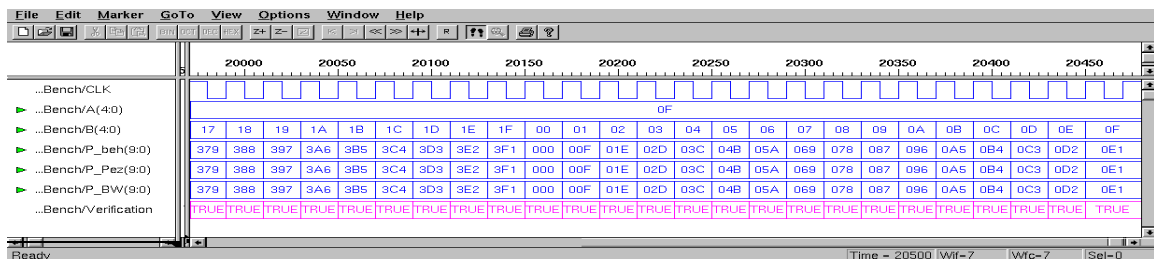 File Edit Marker GoTo View Options Window Help
BIN OCT DEC HEX Z+ Z- R
20000 20050 20100 20150 20200 20250 20300 20350 20400 20450
...Bench/CLK
...Bench/A(4:0) 0F
...Bench/B(4:0) 17 18 19 1A 1B 1C 1D 1E 1F 00 01 02 03 04 05 06 07 08 09 0A 0B 0C 0D 0E 0F
...Bench/P_beh(9:0) 379 388 397 3A6 3B5 3C4 3D3 3E2 3F1 000 00F 01E 02D 03C 04B 05A 069 078 087 096 0A5 0B4 0C3 0D2 0E1
...Bench/P_Pez(9:0) 379 388 397 3A6 3B5 3C4 3D3 3E2 3F1 000 00F 01E 02D 03C 04B 05A 069 078 087 096 0A5 0B4 0C3 0D2 0E1
...Bench/P_BW(9:0) 379 388 397 3A6 3B5 3C4 3D3 3E2 3F1 000 00F 01E 02D 03C 04B 05A 069 078 087 096 0A5 0B4 0C3 0D2 0E1
...Bench/Verification TRUE TRUE TRUE TRUE TRUE TRUE TRUE TRUE TRUE TRUE TRUE TRUE TRUE TRUE TRUE TRUE TRUE TRUE TRUE TRUE TRUE TRUE TRUE TRUE TRUE
Ready Time = 20500 Wif=7 Wfc=7 Sel=0